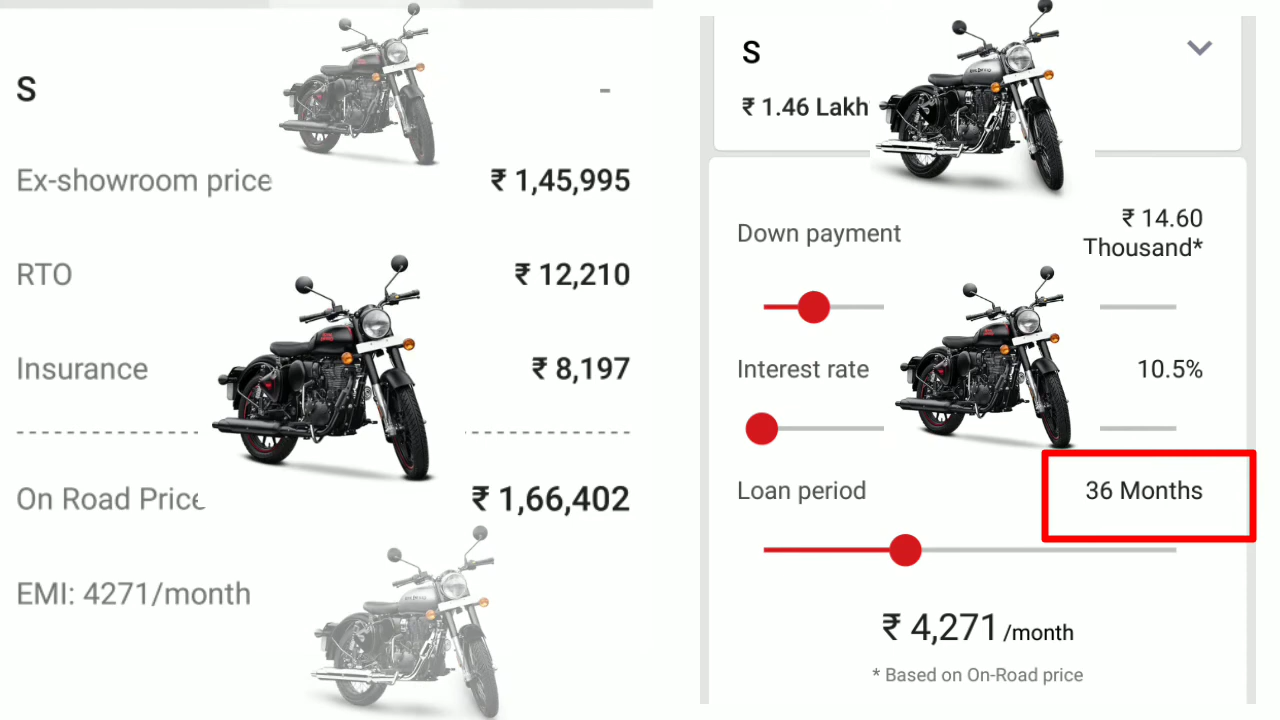 S
-
Ex-showroom price ₹ 1,45,995
RTO ₹ 12,210
Insurance ₹ 8,197
On Road Price ₹ 1,66,402
EMI: 4271/month
S
₹ 1.46 Lakh
Down payment ₹ 14.60
Thousand*
Interest rate 10.5%
Loan period 36 Months
₹ 4,271 /month
* Based on On-Road price